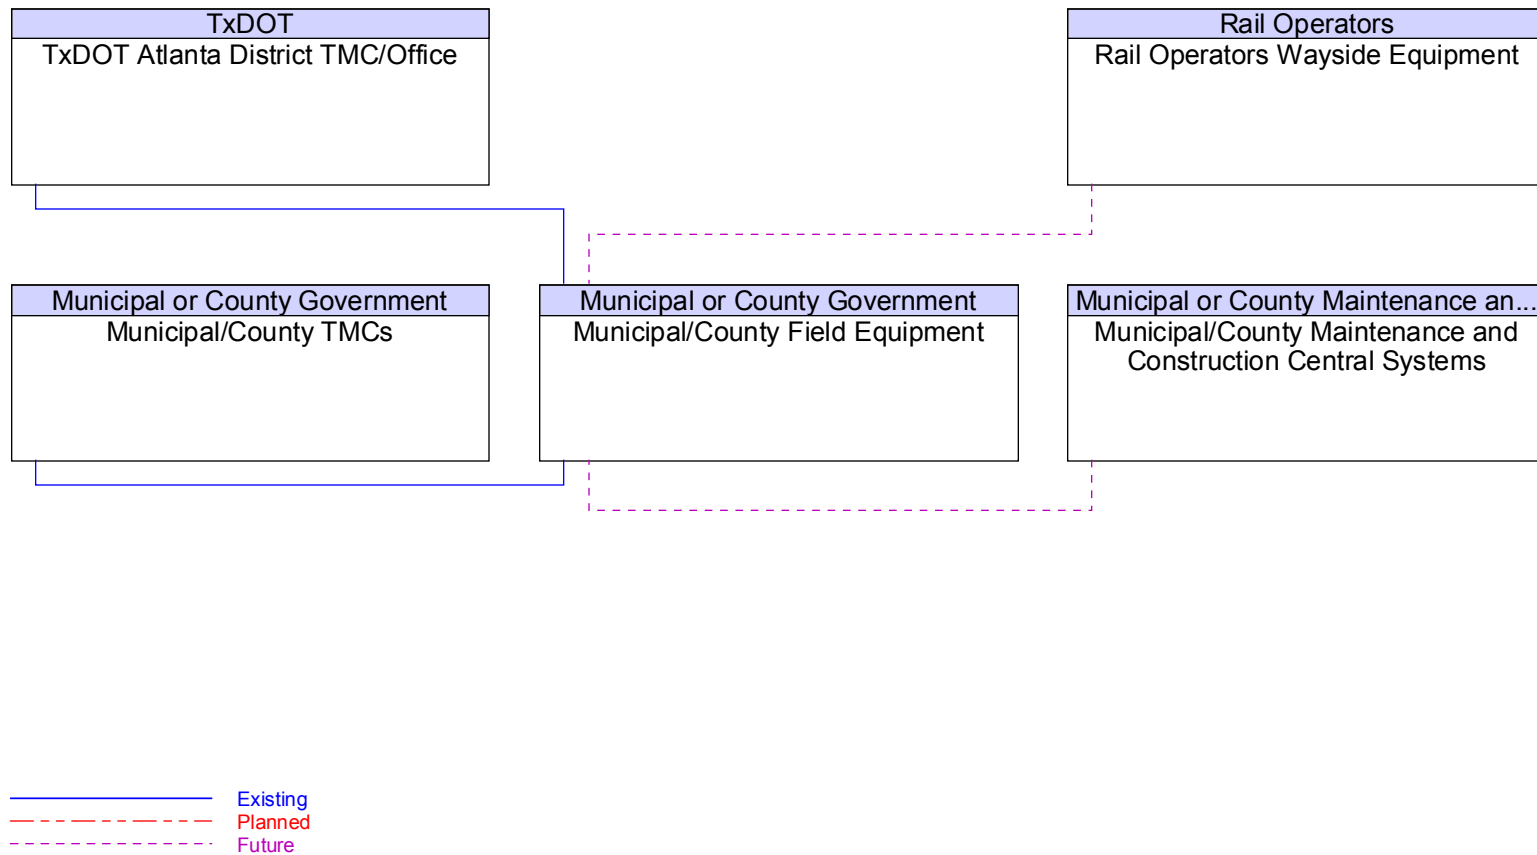 TxDOT
TxDOT Atlanta District TMC/Office
Rail Operators
Rail Operators Wayside Equipment
Municipal or County Government
Municipal/County TMCs
Municipal or County Government
Municipal/County Field Equipment
Municipal or County Maintenance an...
Municipal/County Maintenance and
Construction Central Systems
Existing
Planned
Future